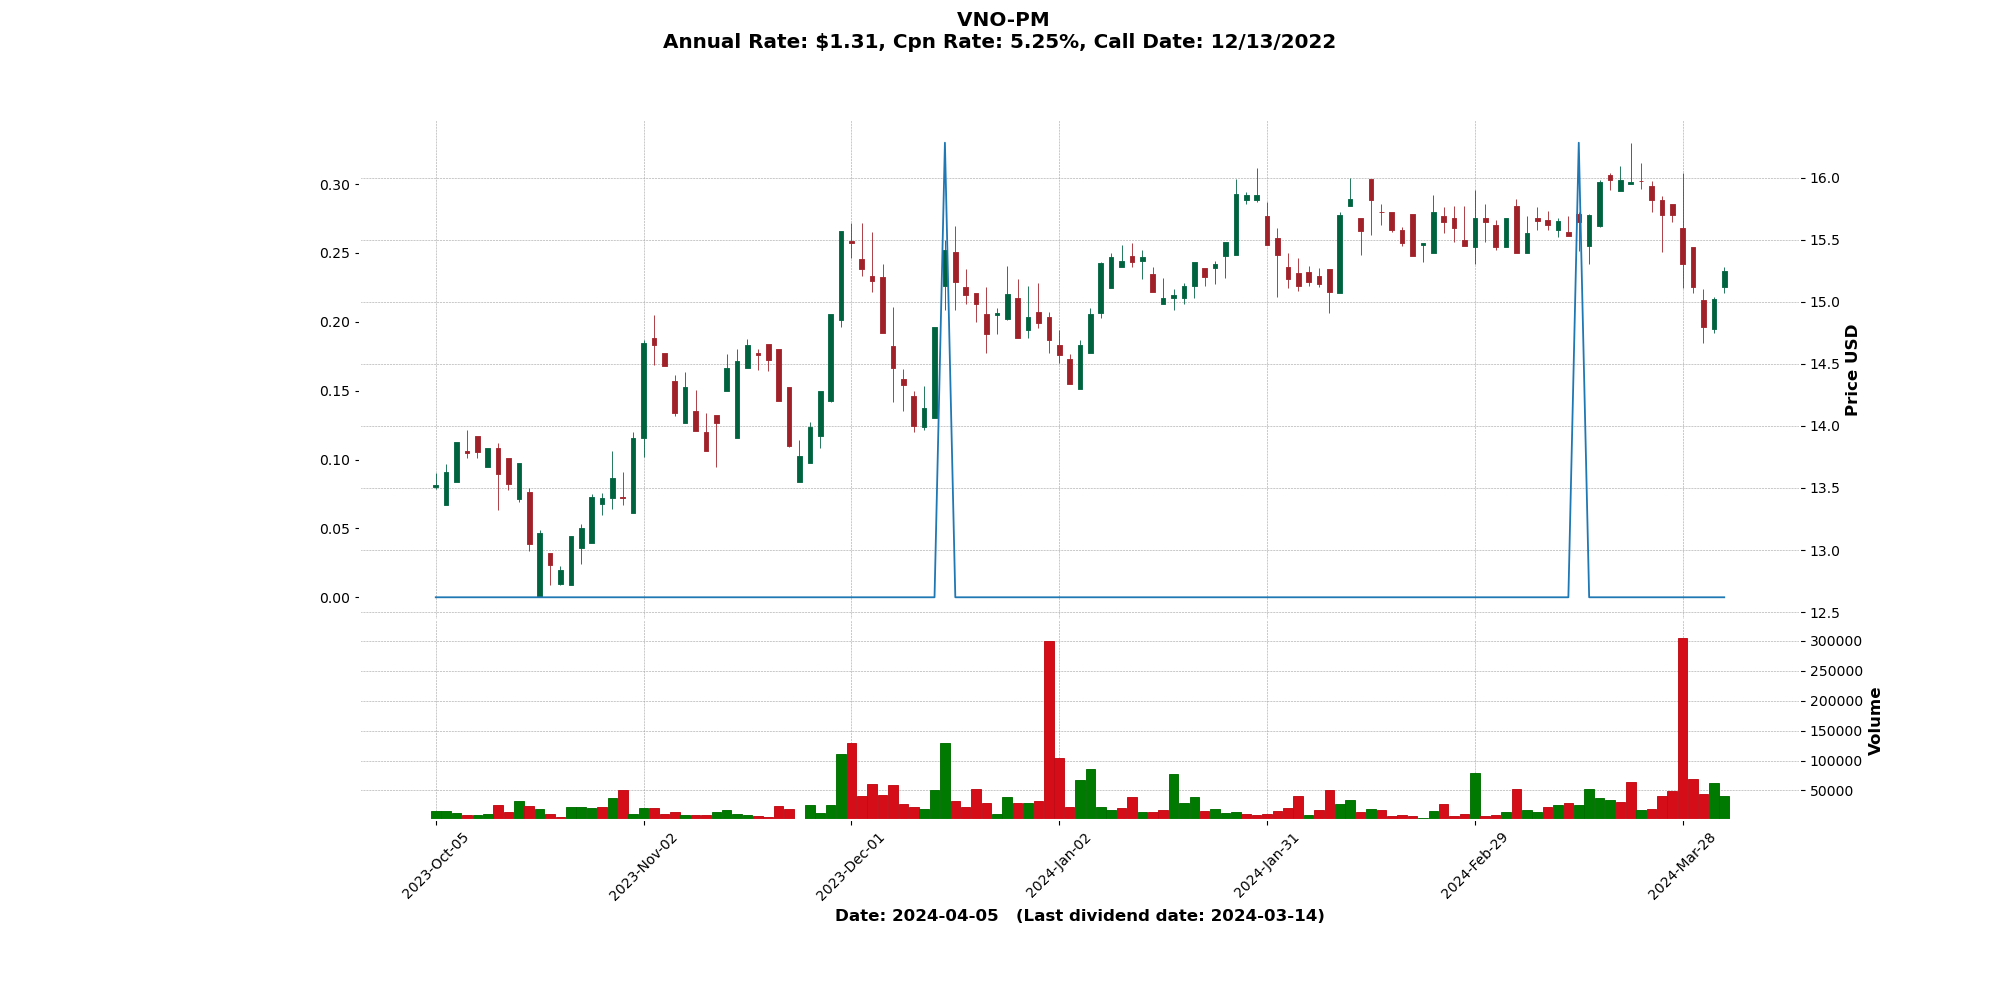 VNO-PM
Annual Rate: $1.31, Cpn Rate: 5.25%, Call Date: 12/13/2022
0.30
0.25
0.20
0.15
0.10
0.05
0.00
16.0
15.5
15.0
14.5
14.0
13.5
13.0
12.5
Price USD
300000
250000
200000
150000
100000
50000
Volume
2023-Oct-05
2023-Nov-02
2023-Dec-01
2024-Jan-02
2024-Jan-31
2024-Feb-29
2024-Mar-28
Date: 2024-04-05 (Last dividend date: 2024-03-14)